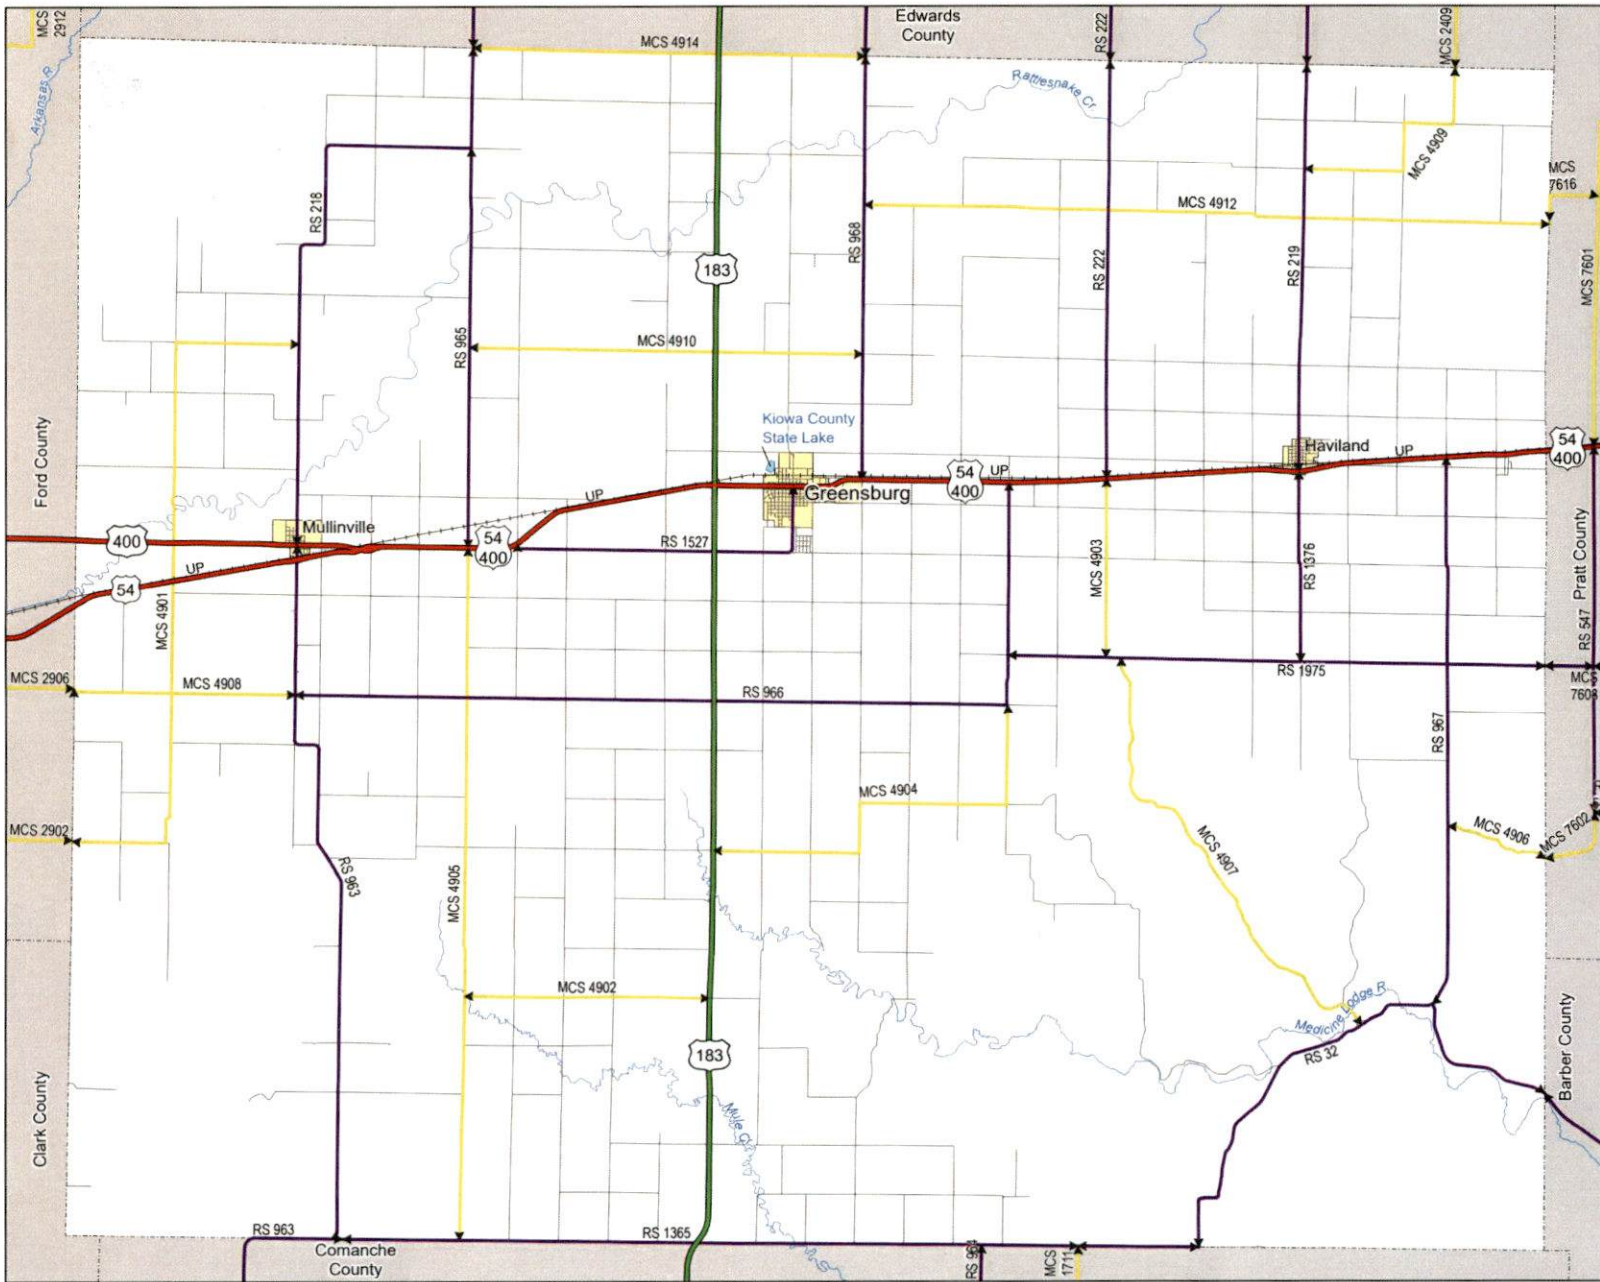 MCS
2912
Edwards
County
RS 222
MCS 2409
MCS 4914
Arkansas R
Rattlesnake Cr.
MCS 4909
MCS
7616
RS 218
MCS 4912
RS 968
183
RS 222
RS 219
MCS 7601
RS 965
MCS 4910
Kiowa County
State Lake
Ford County
Haviland
UP
54
400
UP
54
400
Greensburg
UP
Mullinville
400
54
400
RS 1527
MCS 4903
RS 1376
Pratt County
UP
54
MCS 4901
RS 547
MCS 2906
MCS 4908
RS 966
RS 1975
MCS
7603
RS 967
MCS 4904
MCS 2902
MCS 4906
MCS 7602
MCS 4907
RS 963
MCS 4905
MCS 4902
Medicine Lodge R
183
RS 32
Barber County
Clark County
Mule Cr
RS 963
RS 1365
Comanche
County
RS 964
MCS
1711